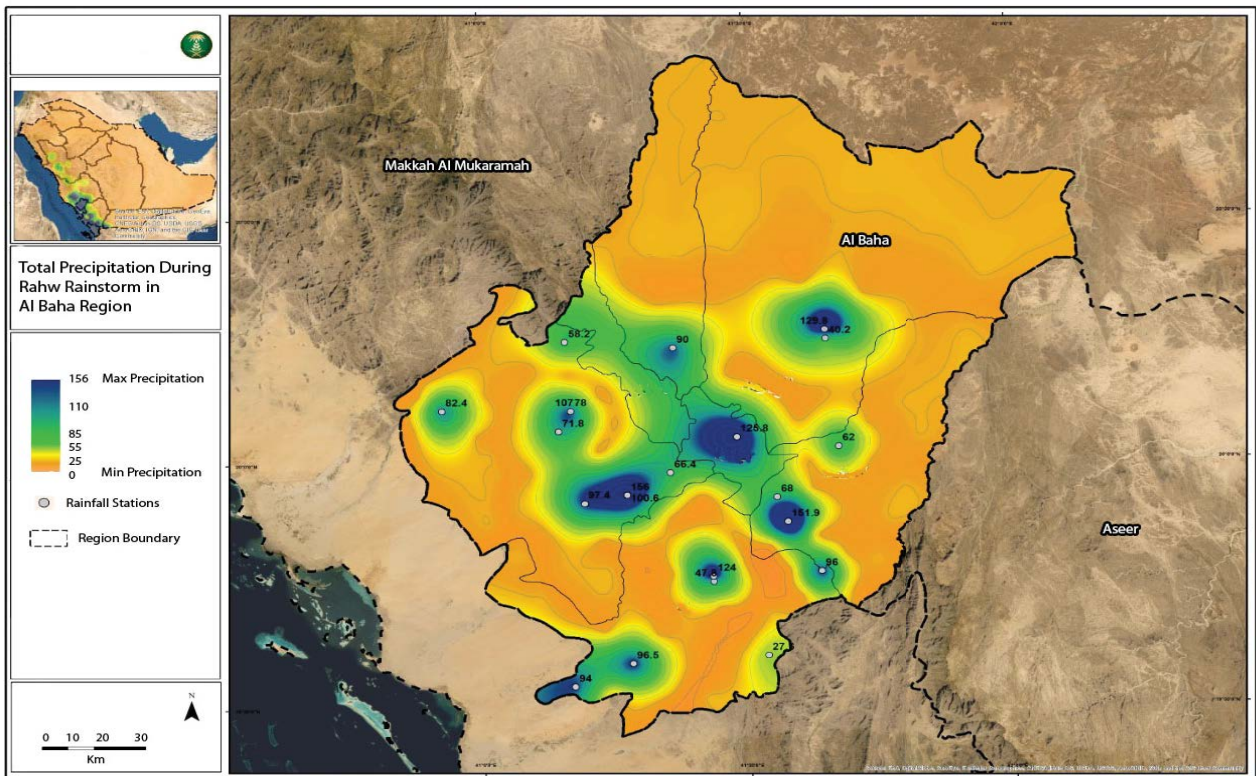 Total Precipitation During
Rahw Rainstorm in
Al Baha Region
156 Max Precipitation
110
85
55
25
Min Precipitation
0
Rainfall Stations
Region Boundary
N
0 10 20 30
Km
Makkah Al Mukaramah
Al Baha
Aseer
58.2
90
40.2
82.4
10778
71.8
125.8
62
66.4
156
97.4
100.6
68
151.9
124
47.8
96
96.5
27
94